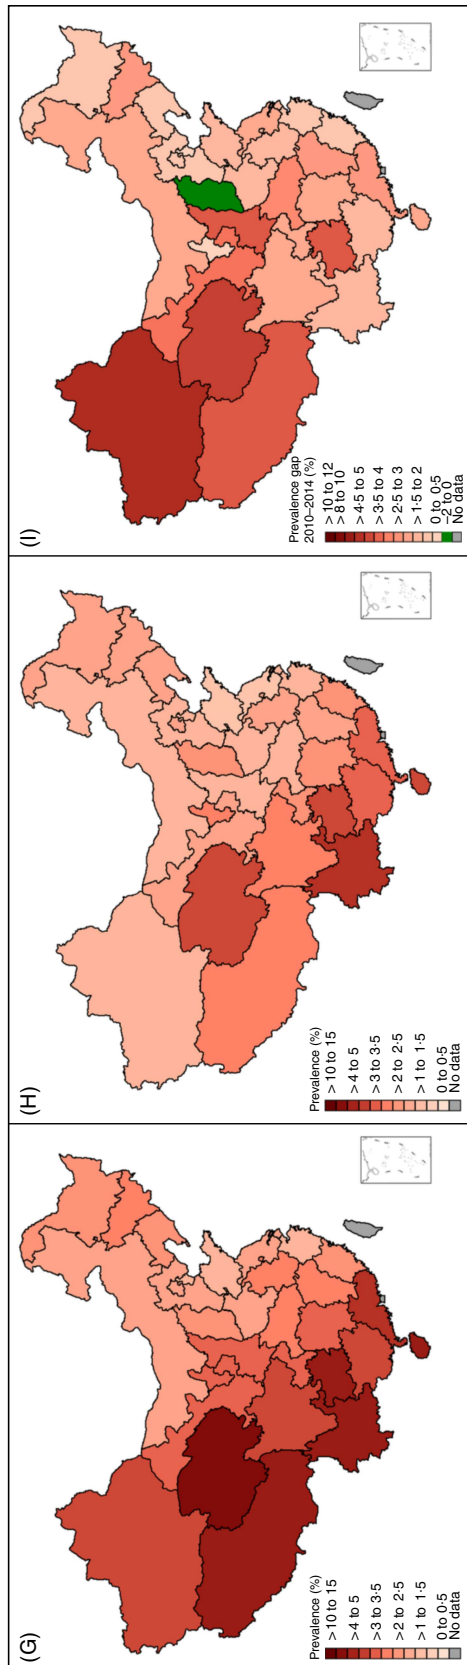 (G)
Prevalence (%)
> 10 to 15
> 4 to 5
> 3 to 3·5
> 2 to 2·5
> 1 to 1·5
0 to 0·5
No data
(H)
Prevalence (%)
> 10 to 15
> 4 to 5
> 3 to 3·5
> 2 to 2·5
> 1 to 1·5
0 to 0·5
No data
(I)
Prevalence gap
2010–2014 (%)
> 10 to 12
> 8 to 10
> 4·5 to 5
> 3·5 to 4
> 2·5 to 3
> 1·5 to 2
0 to 0·5
–2 to 0
No data